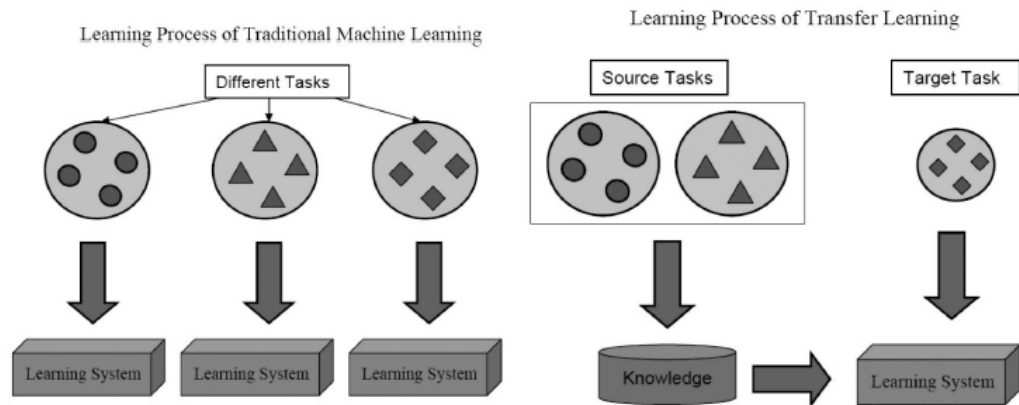 Learning Process of Traditional Machine Learning
Different Tasks
Learning System
Learning System
Learning System
Learning Process of Transfer Learning
Source Tasks
Target Task
Knowledge
Learning System